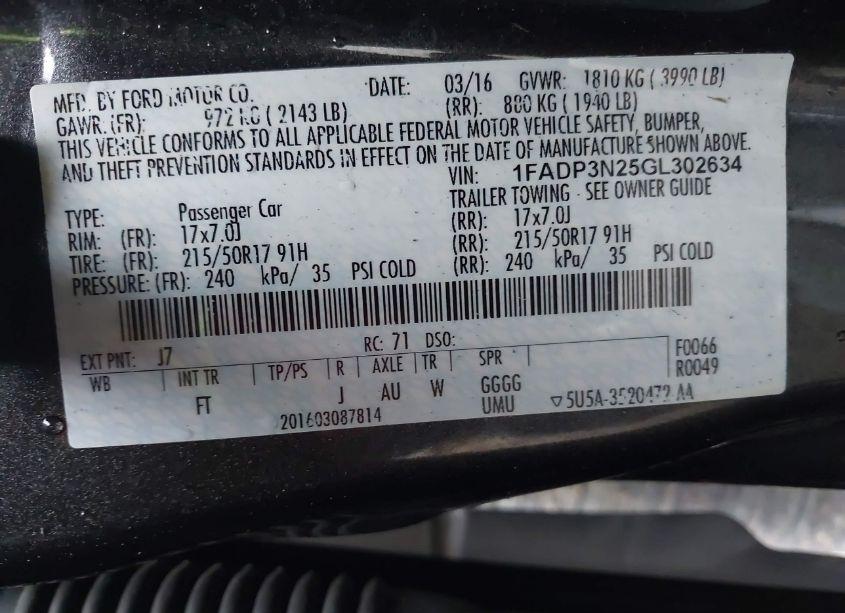 MFD. BY FORD MOTOR CO. DATE: 03/16 GVWR: 1810 KG ( 3990 LB)
GAWR: (FR): 972 KG ( 2143 LB) (RR): 880 KG ( 1940 LB)
THIS VEHICLE CONFORMS TO ALL APPLICABLE FEDERAL MOTOR VEHICLE SAFETY, BUMPER,
AND THEFT PREVENTION STANDARDS IN EFFECT ON THE DATE OF MANUFACTURE SHOWN ABOVE.
VIN: 1FADP3N25GL302634
TYPE: Passenger Car TRAILER TOWING - SEE OWNER GUIDE
RIM: (FR): 17x7.0J (RR): 17x7.0J
TIRE: (FR): 215/50R17 91H (RR): 215/50R17 91H
PRESSURE: (FR): 240 kPa/ 35 PSI COLD (RR): 240 kPa/ 35 PSI COLD
EXT PNT: J7 RC: 71 DSO: F0066
WB INT TR TP/PS R AXLE TR SPR R0049
FT J AU W GGGG
UMU ▽5U5A-3520472 AA
201603087814